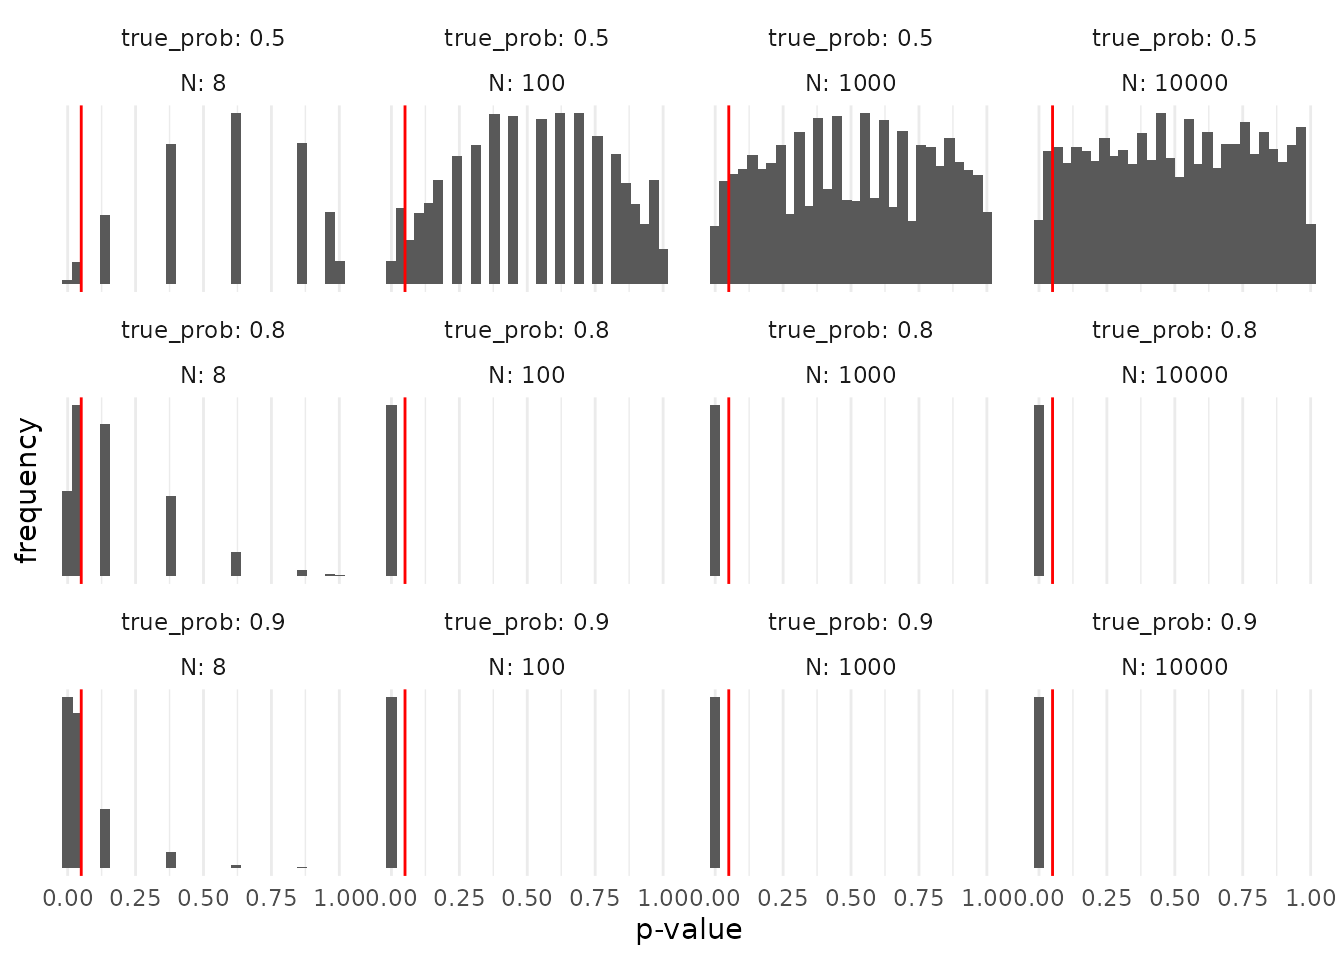 true_prob: 0.5 true_prob: 0.5 true_prob: 0.5 true_prob: 0.5
N: 8 N: 100 N: 1000 N: 10000
true_prob: 0.8 true_prob: 0.8 true_prob: 0.8 true_prob: 0.8
N: 8 N: 100 N: 1000 N: 10000
frequency
true_prob: 0.9 true_prob: 0.9 true_prob: 0.9 true_prob: 0.9
N: 8 N: 100 N: 1000 N: 10000
0.00 0.25 0.50 0.75 1.00 0.00 0.25 0.50 0.75 1.00 0.00 0.25 0.50 0.75 1.00 0.00 0.25 0.50 0.75 1.00
p-value